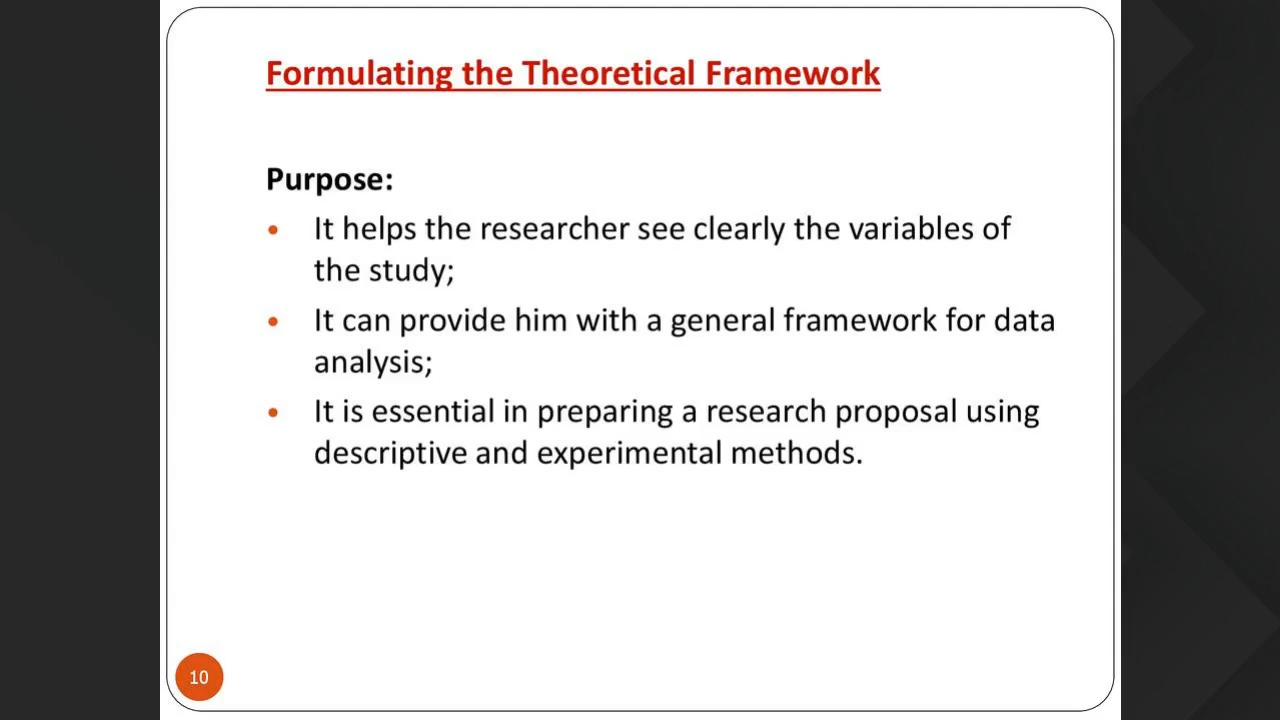 Formulating the Theoretical Framework
Purpose:
• It helps the researcher see clearly the variables of
the study;
• It can provide him with a general framework for data
analysis;
• It is essential in preparing a research proposal using
descriptive and experimental methods.
10